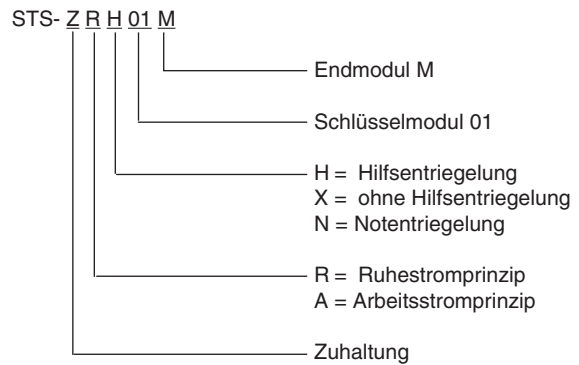 STS- Z R H 01 M
Endmodul M
Schlüsselmodul 01
H = Hilfsentriegelung
X = ohne Hilfsentriegelung
N = Notentriegelung
R = Ruhestromprinzip
A = Arbeitsstromprinzip
Zuhaltung